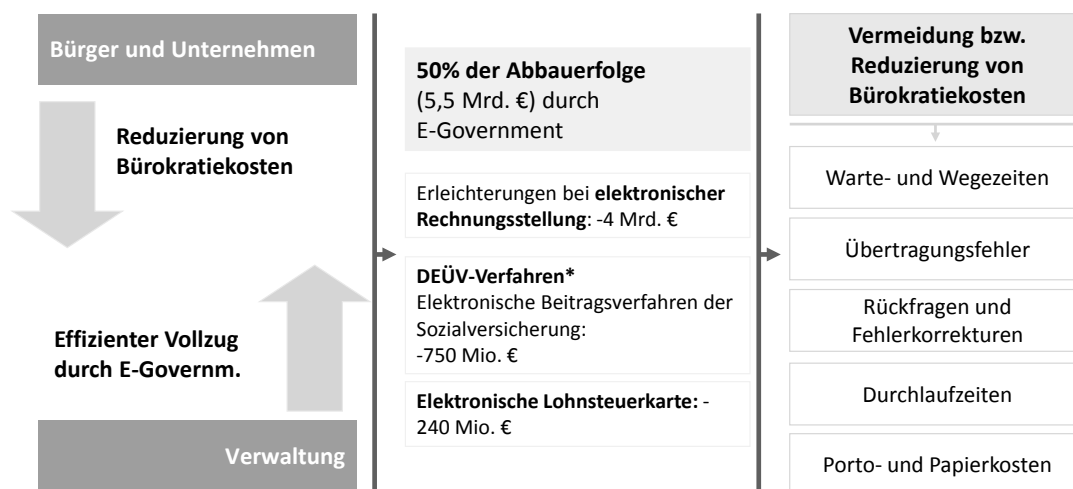 Bürger und Unternehmen
Reduzierung von
Bürokratiekosten
Effizienter Vollzug
durch E-Governm.
Verwaltung
50% der Abbauerfolge
(5,5 Mrd. €) durch
E-Government
Erleichterungen bei elektronischer
Rechnungsstellung: -4 Mrd. €
DEÜV-Verfahren*
Elektronische Beitragsverfahren der
Sozialversicherung:
-750 Mio. €
Elektronische Lohnsteuerkarte: -
240 Mio. €
Vermeidung bzw.
Reduzierung von
Bürokratiekosten
Warte- und Wegezeiten
Übertragungsfehler
Rückfragen und
Fehlerkorrekturen
Durchlaufzeiten
Porto- und Papierkosten